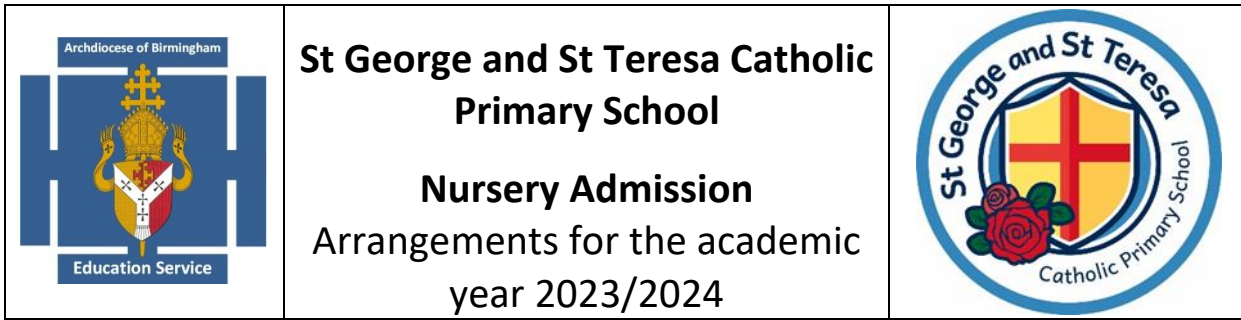 Archdiocese of Birmingham
Education Service
St George and St Teresa Catholic
Primary School
Nursery Admission
Arrangements for the academic
year 2023/2024
St George and St Teresa
Catholic Primary School